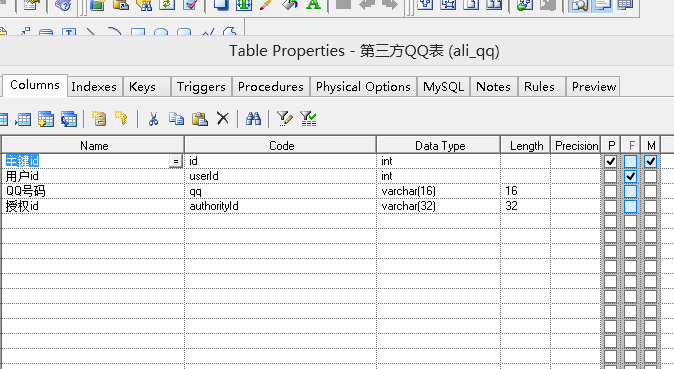 Table Properties - 第三方QQ表 (ali_qq)
Columns Indexes Keys Triggers Procedures Physical Options MySQL Notes Rules Preview
Name Code Data Type Length Precision P F M
主键id = id int
用户id userId int
QQ号码 qq varchar(16) 16
授权id authorityId varchar(32) 32